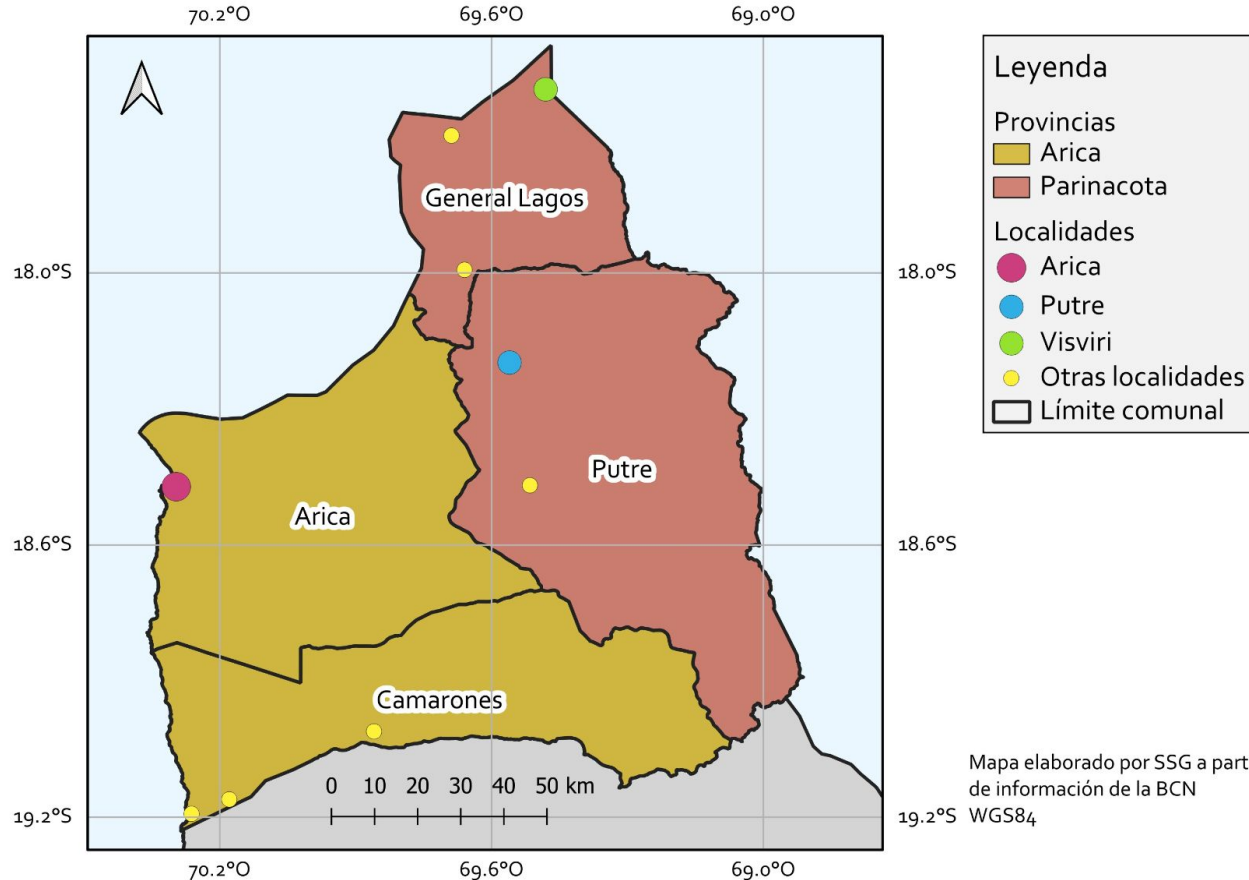 70.2°O
69.6°O
69.0°O
Leyenda
Provincias
Arica
Parinacota
Localidades
Arica
Putre
Visviri
Otras localidades
Límite comunal
General Lagos
18.0°S
18.0°S
Putre
Arica
18.6°S
18.6°S
Camarones
0 10 20 30 40 50 km
19.2°S
19.2°S
Mapa elaborado por SSG a part
de información de la BCN
WGS84
70.2°O
69.6°O
69.0°O